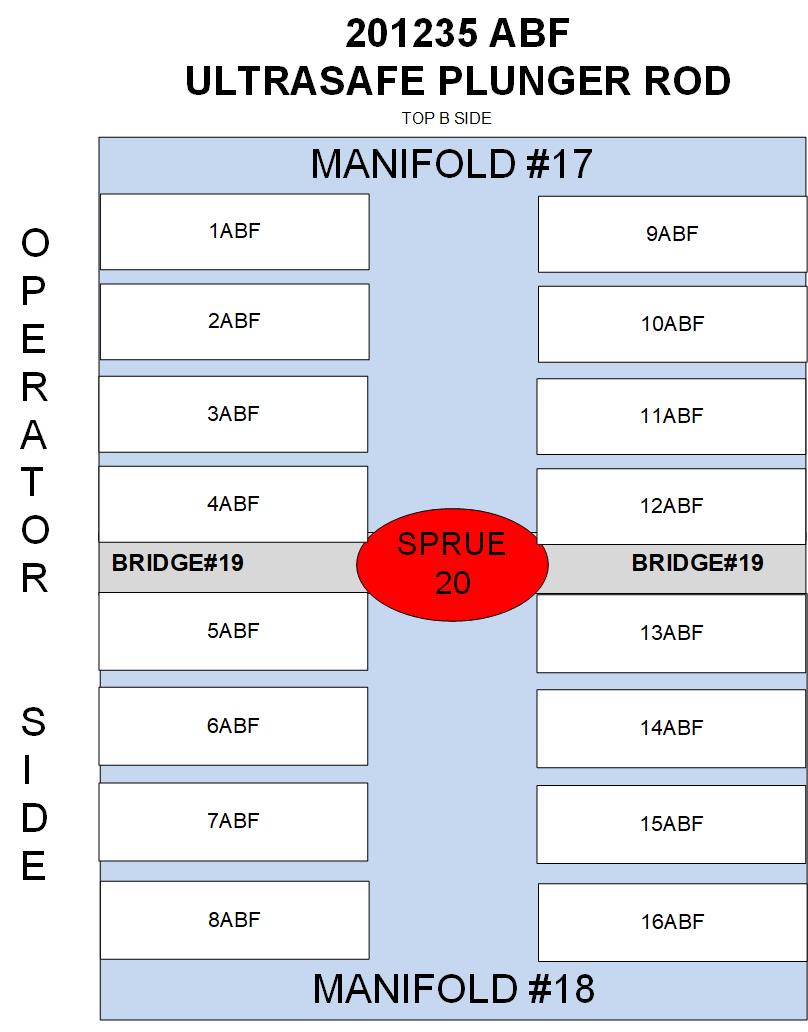 201235 ABF
ULTRASAFE PLUNGER ROD
TOP B SIDE
MANIFOLD #17
OPERATOR
SIDE
1ABF
9ABF
2ABF
10ABF
3ABF
11ABF
4ABF
12ABF
BRIDGE#19
SPRUE
20
BRIDGE#19
5ABF
13ABF
6ABF
14ABF
7ABF
15ABF
8ABF
16ABF
MANIFOLD #18